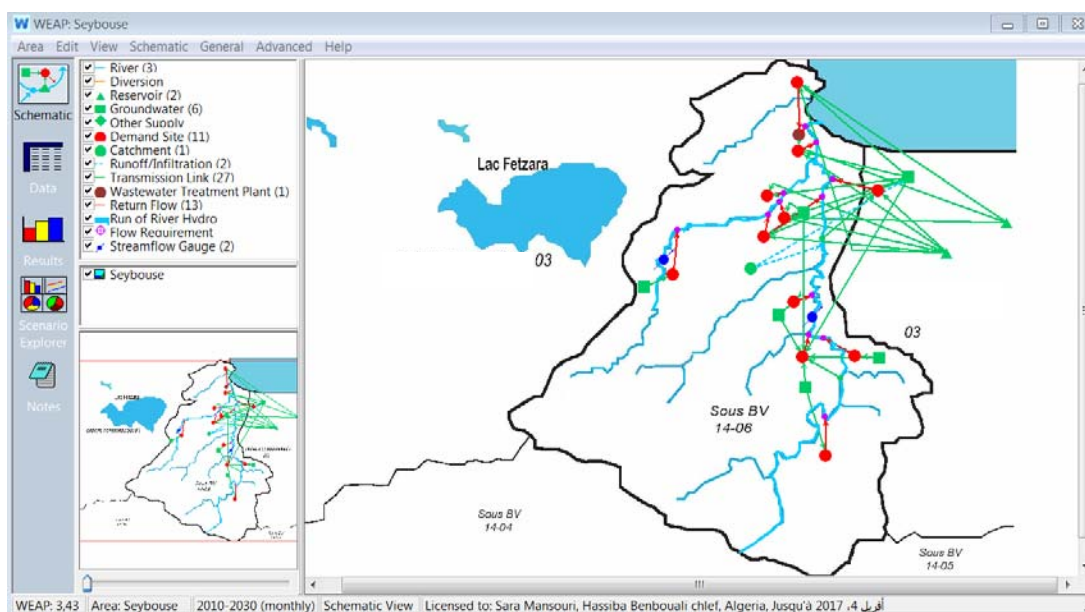 WEAP: Seybouse
Area Edit View Schematic General Advanced Help
Schematic
Data
Results
Scenario
Explorer
Notes
River (3)
Diversion
Reservoir (2)
Groundwater (6)
Other Supply
Demand Site (11)
Catchment (1)
Runoff/Infiltration (2)
Transmission Link (27)
Wastewater Treatment Plant (1)
Return Flow (13)
Run of River Hydro
Flow Requirement
Streamflow Gauge (2)
Seybouse
Lac Fetzara
03
03
Sous BV
14-06
Sous BV
14-04
Sous BV
14-05
WEAP: 3,43 Area: Seybouse 2010-2030 (monthly) Schematic View Licensed to: Sara Mansouri, Hassiba Benbouali chlef, Algeria, Jusqu'à 2017 ،4 أفريل